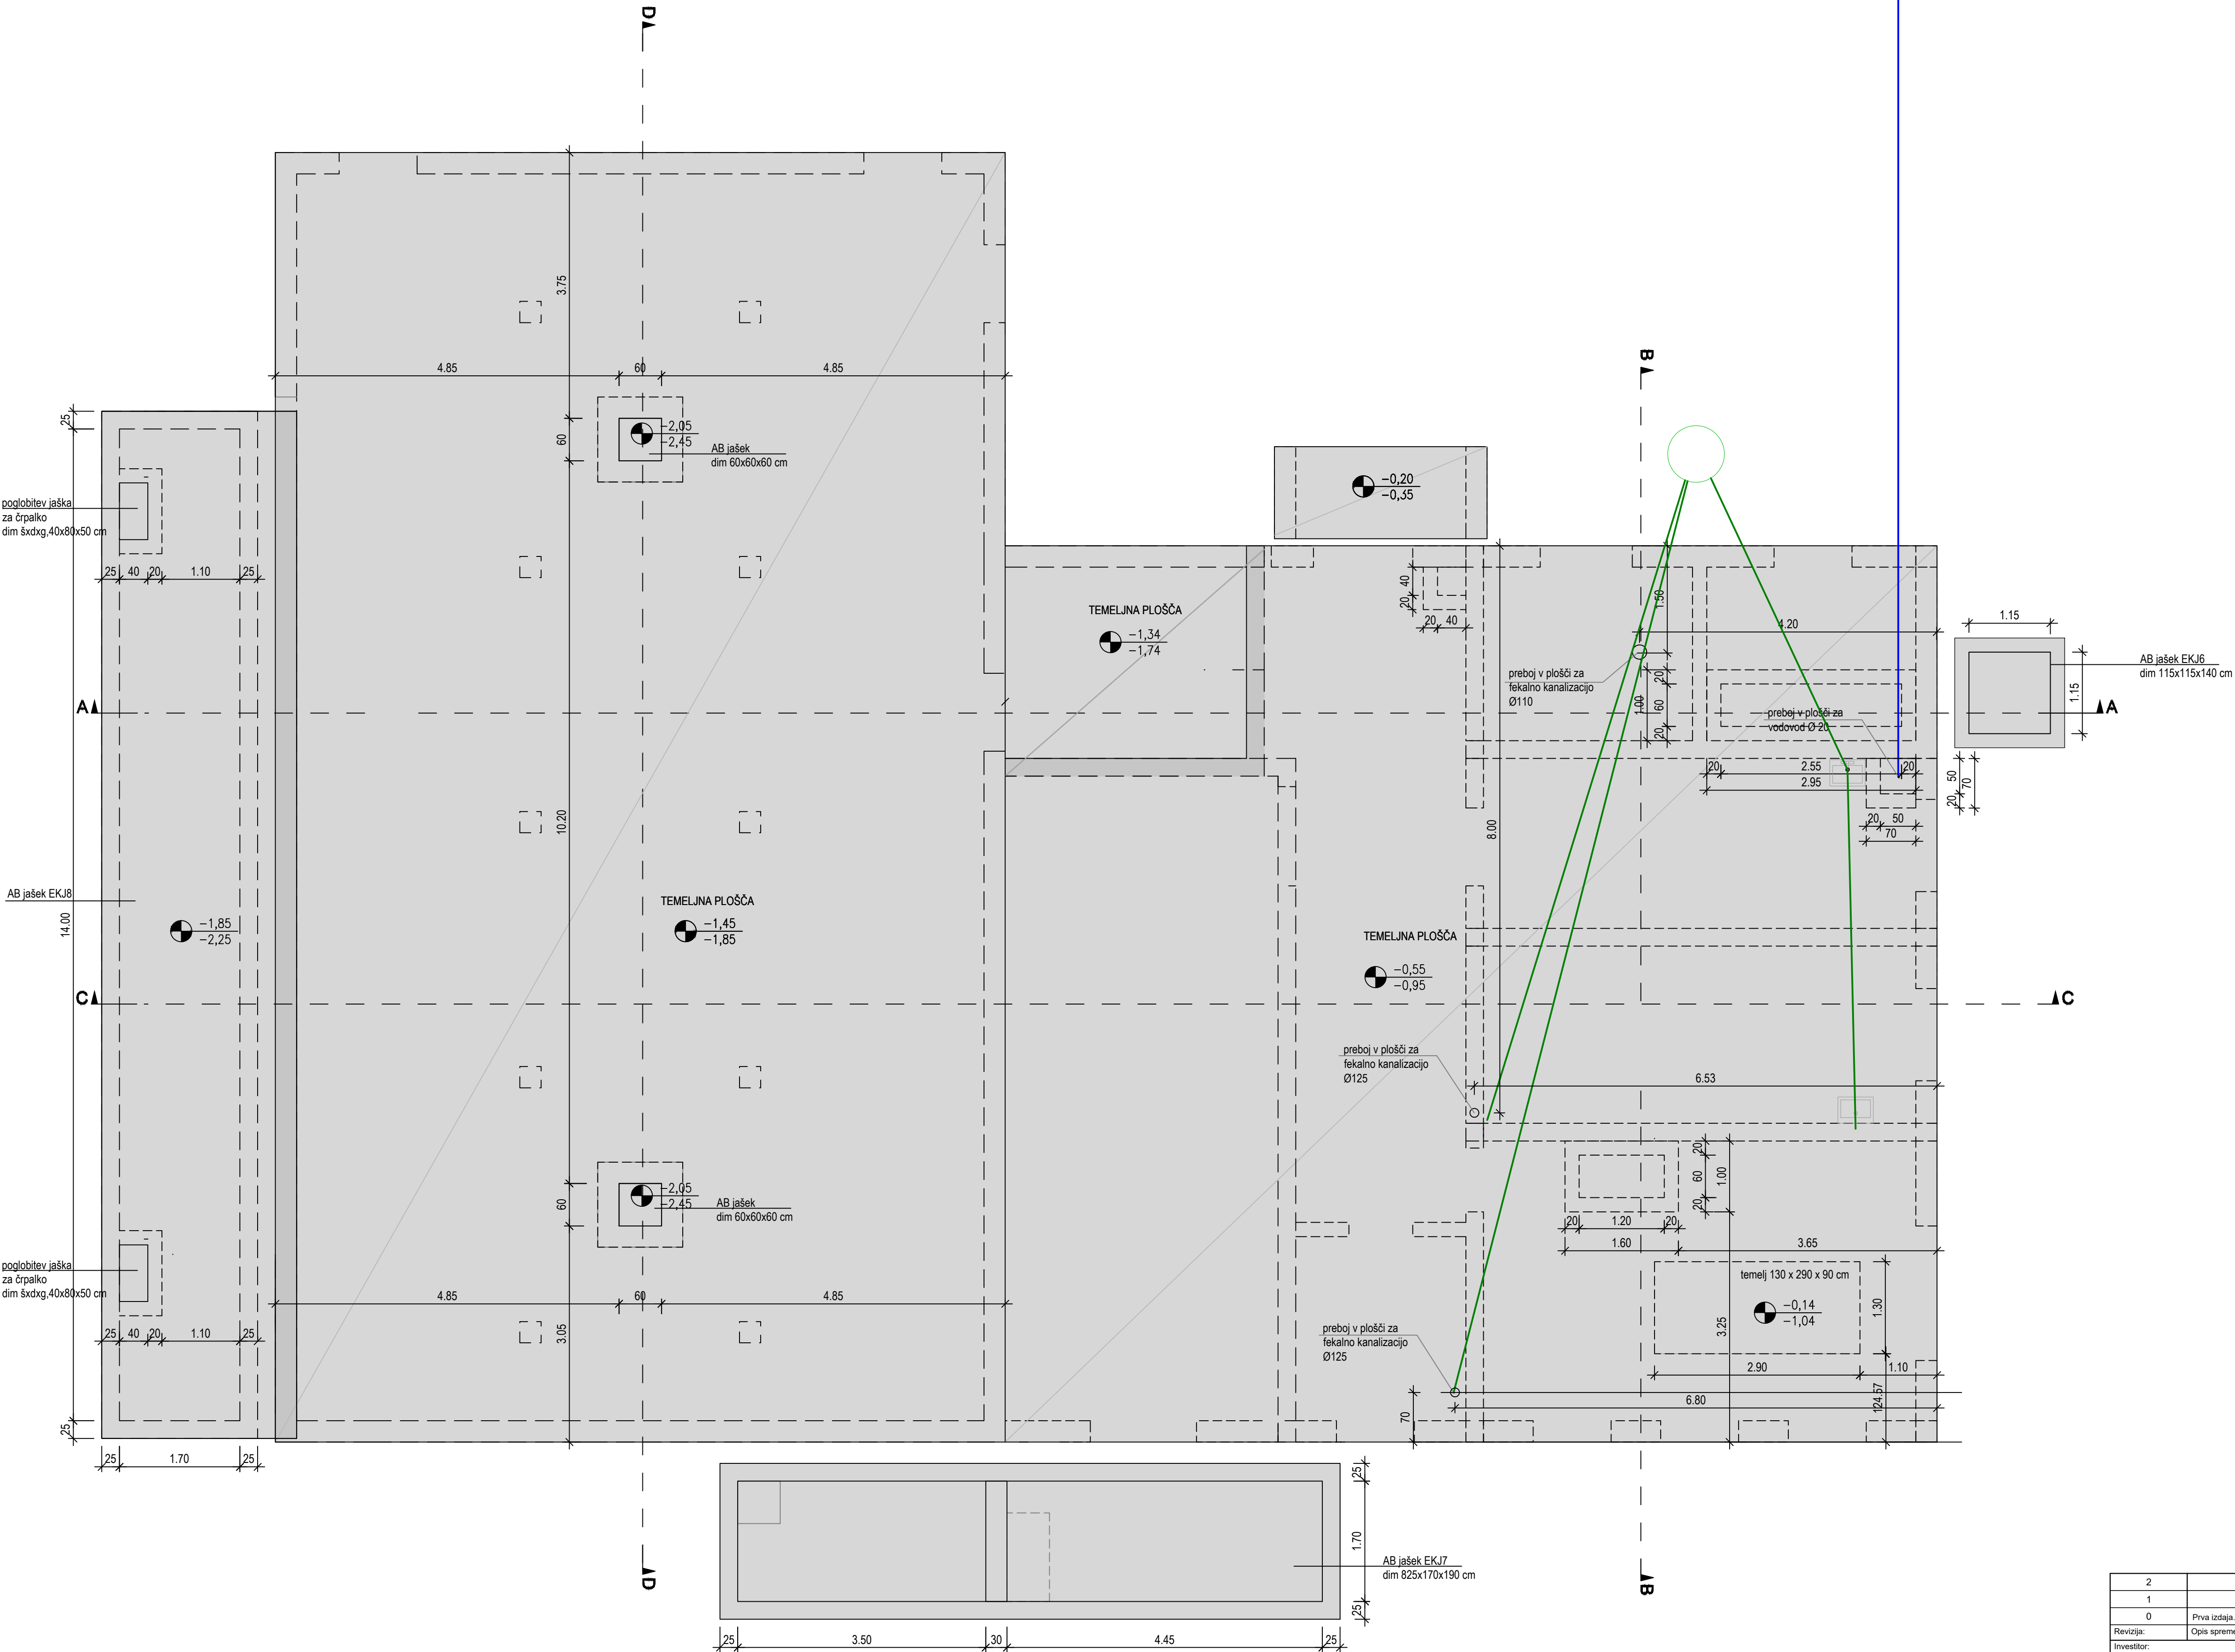 D
3.75
4.85
60
4.85
B
25
60
-2,05
-2,45
AB jašek
dim 60x60x60 cm
-0,20
-0,35
poglobitev jaška
za črpalko
dim šxdxg,40x80x50 cm
25
40
20
1.10
25
40
20
20
40
1.50
4.20
1.15
TEMELJNA PLOŠČA
-1,34
-1,74
AB jašek EKJ6
dim 115x115x140 cm
1.15
preboj v plošči za
fekalno kanalizacijo
Ø110
1.00
20
60
20
A
A
preboj v plošči za
vodovod Ø 20
20
2.55
20
2.95
50
20
70
20
50
70
8.00
10.20
AB jašek EKJ8
14.00
-1,85
-2,25
TEMELJNA PLOŠČA
-1,45
-1,85
TEMELJNA PLOŠČA
-0,55
-0,95
C
C
preboj v plošči za
fekalno kanalizacijo
Ø125
6.53
20
60
20
1.00
60
-2,05
-2,45
AB jašek
dim 60x60x60 cm
20
1.20
20
1.60
3.65
poglobitev jaška
za črpalko
dim šxdxg,40x80x50 cm
temelj 130 x 290 x 90 cm
-0,14
-1,04
1.30
4.85
60
4.85
25
40
20
1.10
25
3.05
3.25
preboj v plošči za
fekalno kanalizacijo
Ø125
2.90
1.10
6.80
70
124.67
25
25
1.70
25
25
1.70
25
AB jašek EKJ7
dim 825x170x190 cm
D
B
25
3.50
30
4.45
25
2
1
0
Prva izdaja.
Revizija:
Opis spreme
Investitor: